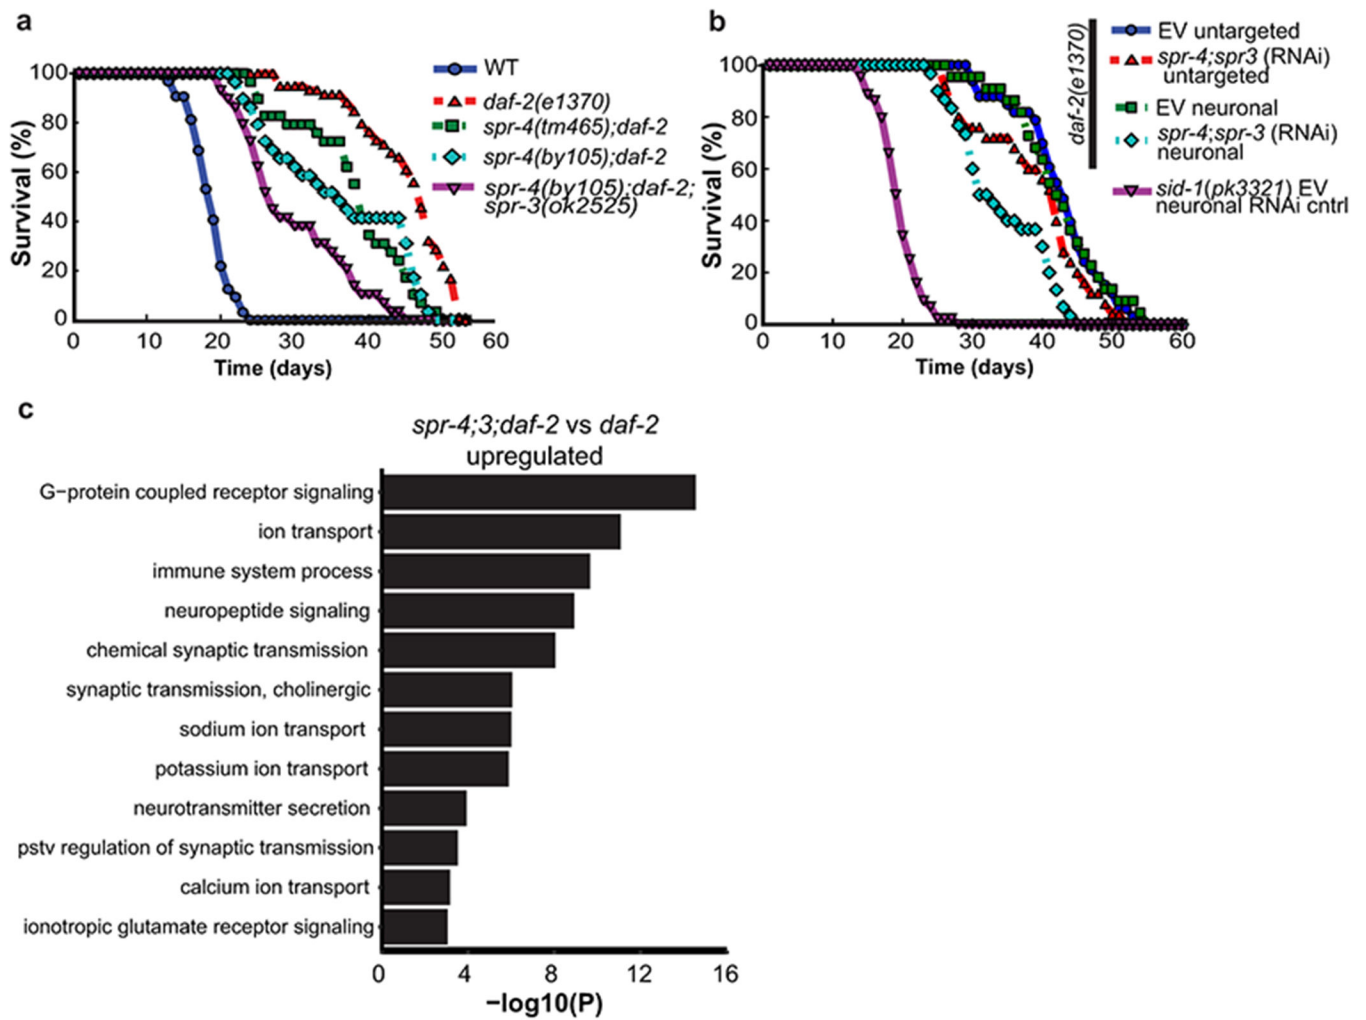 a
100
80
60
40
20
0
Survival (%)
0 10 20 30 40 50 60
Time (days)
WT
daf-2(e1370)
spr-4(tm465);daf-2
spr-4(by105);daf-2
spr-4(by105);daf-2;
spr-3(ok2525)
b
100
80
60
40
20
0
Survival (%)
0 10 20 30 40 50 60
Time (days)
daf-2(e1370)
EV untargeted
spr-4;spr3 (RNAi)
untargeted
EV neuronal
spr-4;spr-3 (RNAi)
neuronal
sid-1(pk3321) EV
neuronal RNAi cntrl
c
spr-4;3;daf-2 vs daf-2
upregulated
G−protein coupled receptor signaling
ion transport
immune system process
neuropeptide signaling
chemical synaptic transmission
synaptic transmission, cholinergic
sodium ion transport
potassium ion transport
neurotransmitter secretion
pstv regulation of synaptic transmission
calcium ion transport
ionotropic glutamate receptor signaling
0 4 8 12 16
−log10(P)